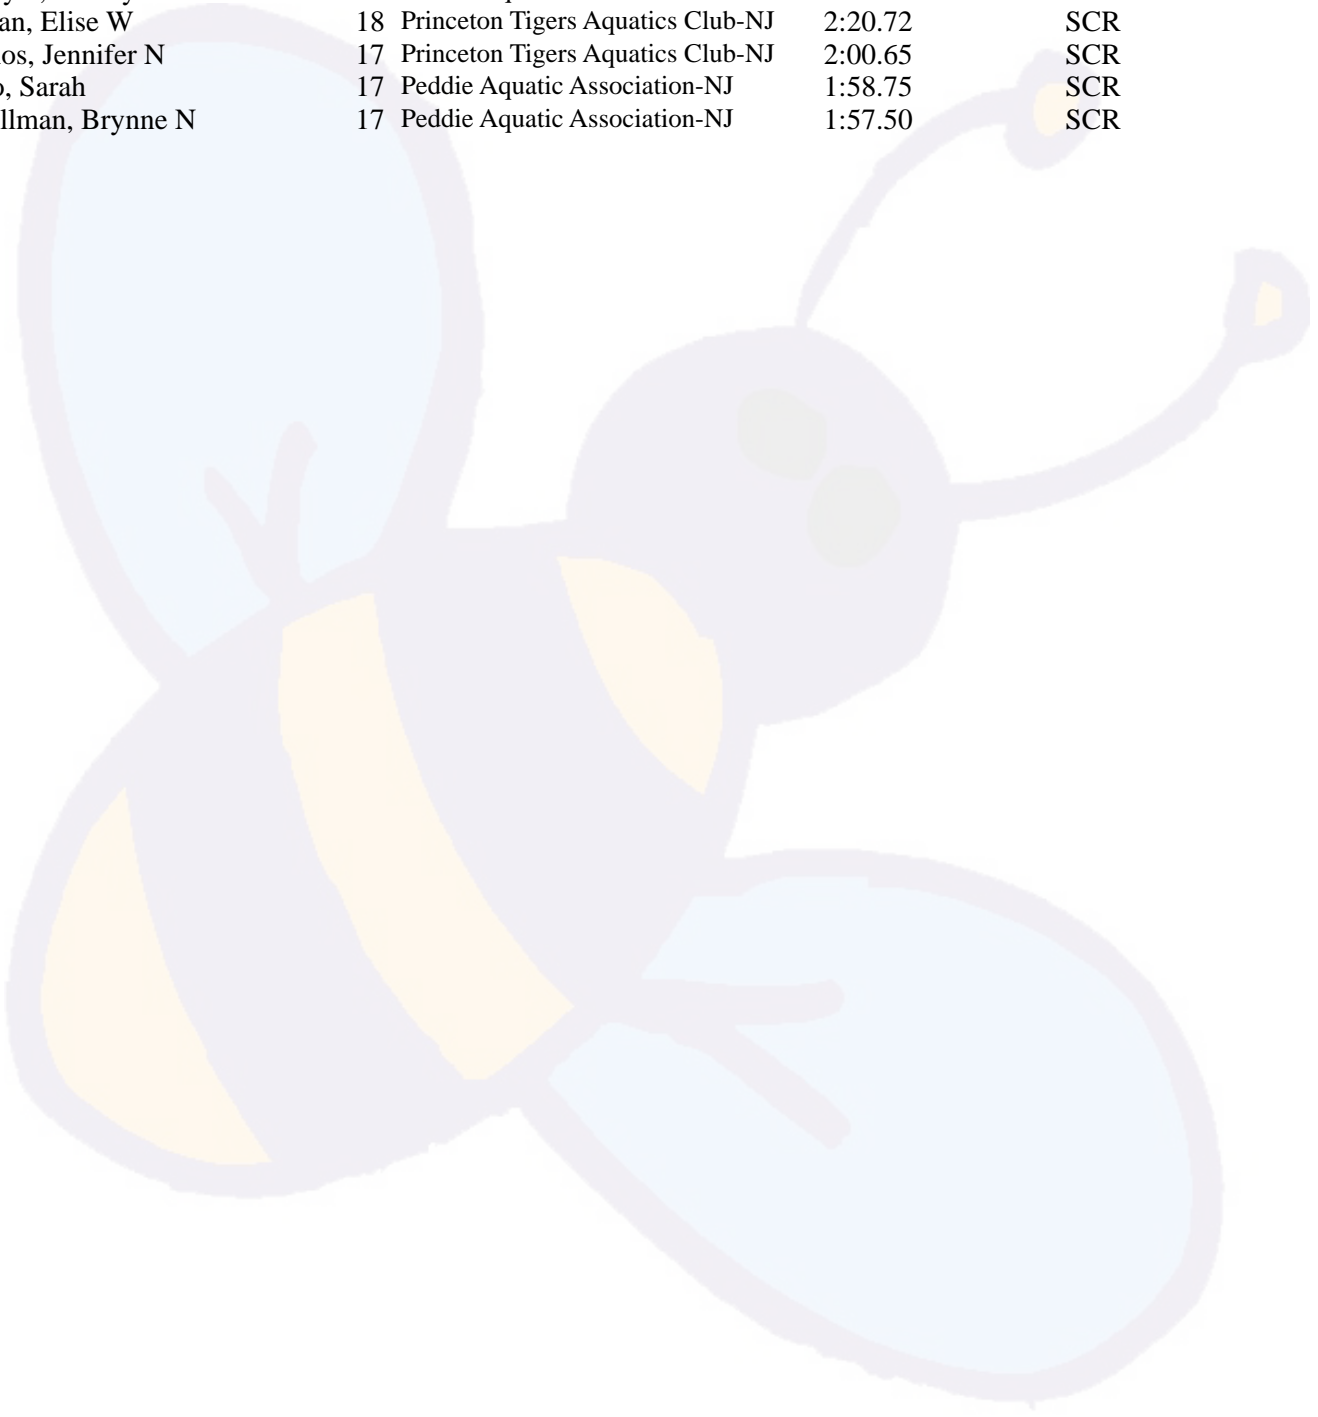 an, Elise W 18 Princeton Tigers Aquatics Club-NJ 2:20.72 SCR
os, Jennifer N 17 Princeton Tigers Aquatics Club-NJ 2:00.65 SCR
, Sarah 17 Peddie Aquatic Association-NJ 1:58.75 SCR
llman, Brynne N 17 Peddie Aquatic Association-NJ 1:57.50 SCR